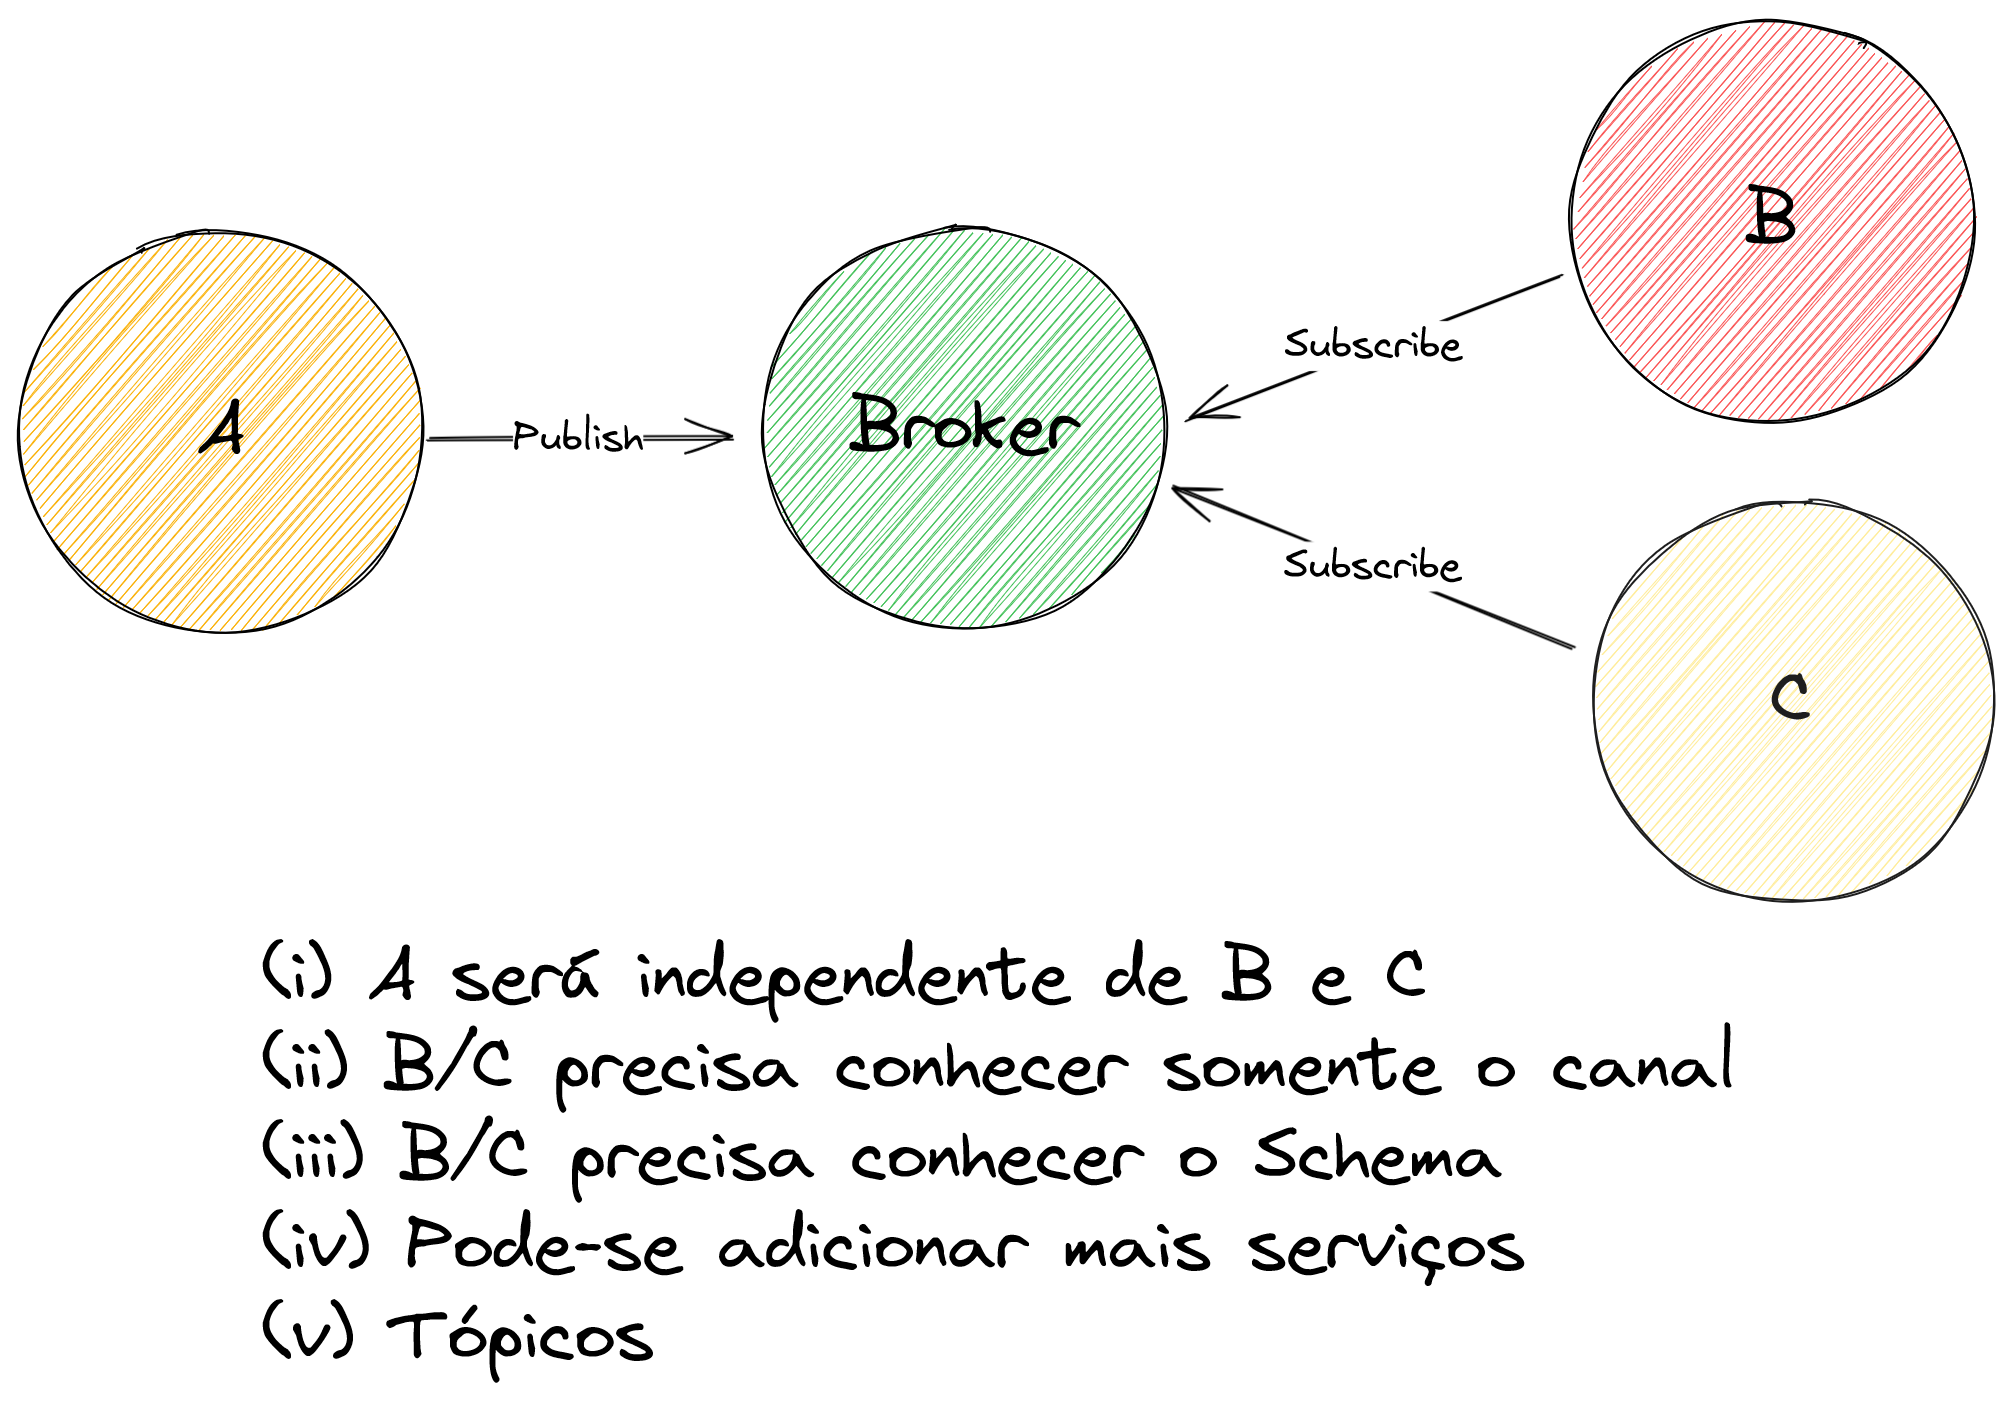 B
A
Publish
Broker
Subscribe
Subscribe
C
(i) A será independente de B e C
(ii) B/C precisa conhecer somente o canal
(iii) B/C precisa conhecer o Schema
(iv) Pode-se adicionar mais serviços
(v) Tópicos